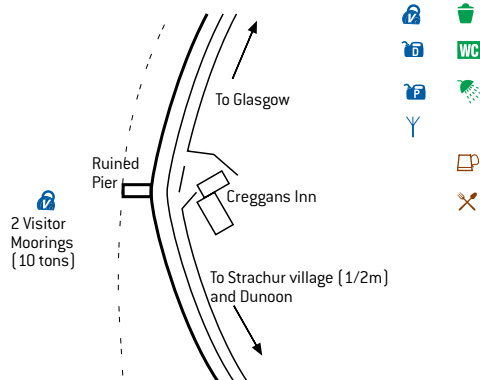 V
D
WC
P
To Glasgow
Ruined
Pier
Creggans Inn
V
2 Visitor
Moorings
(10 tons)
To Strachur village (1/2m)
and Dunoon